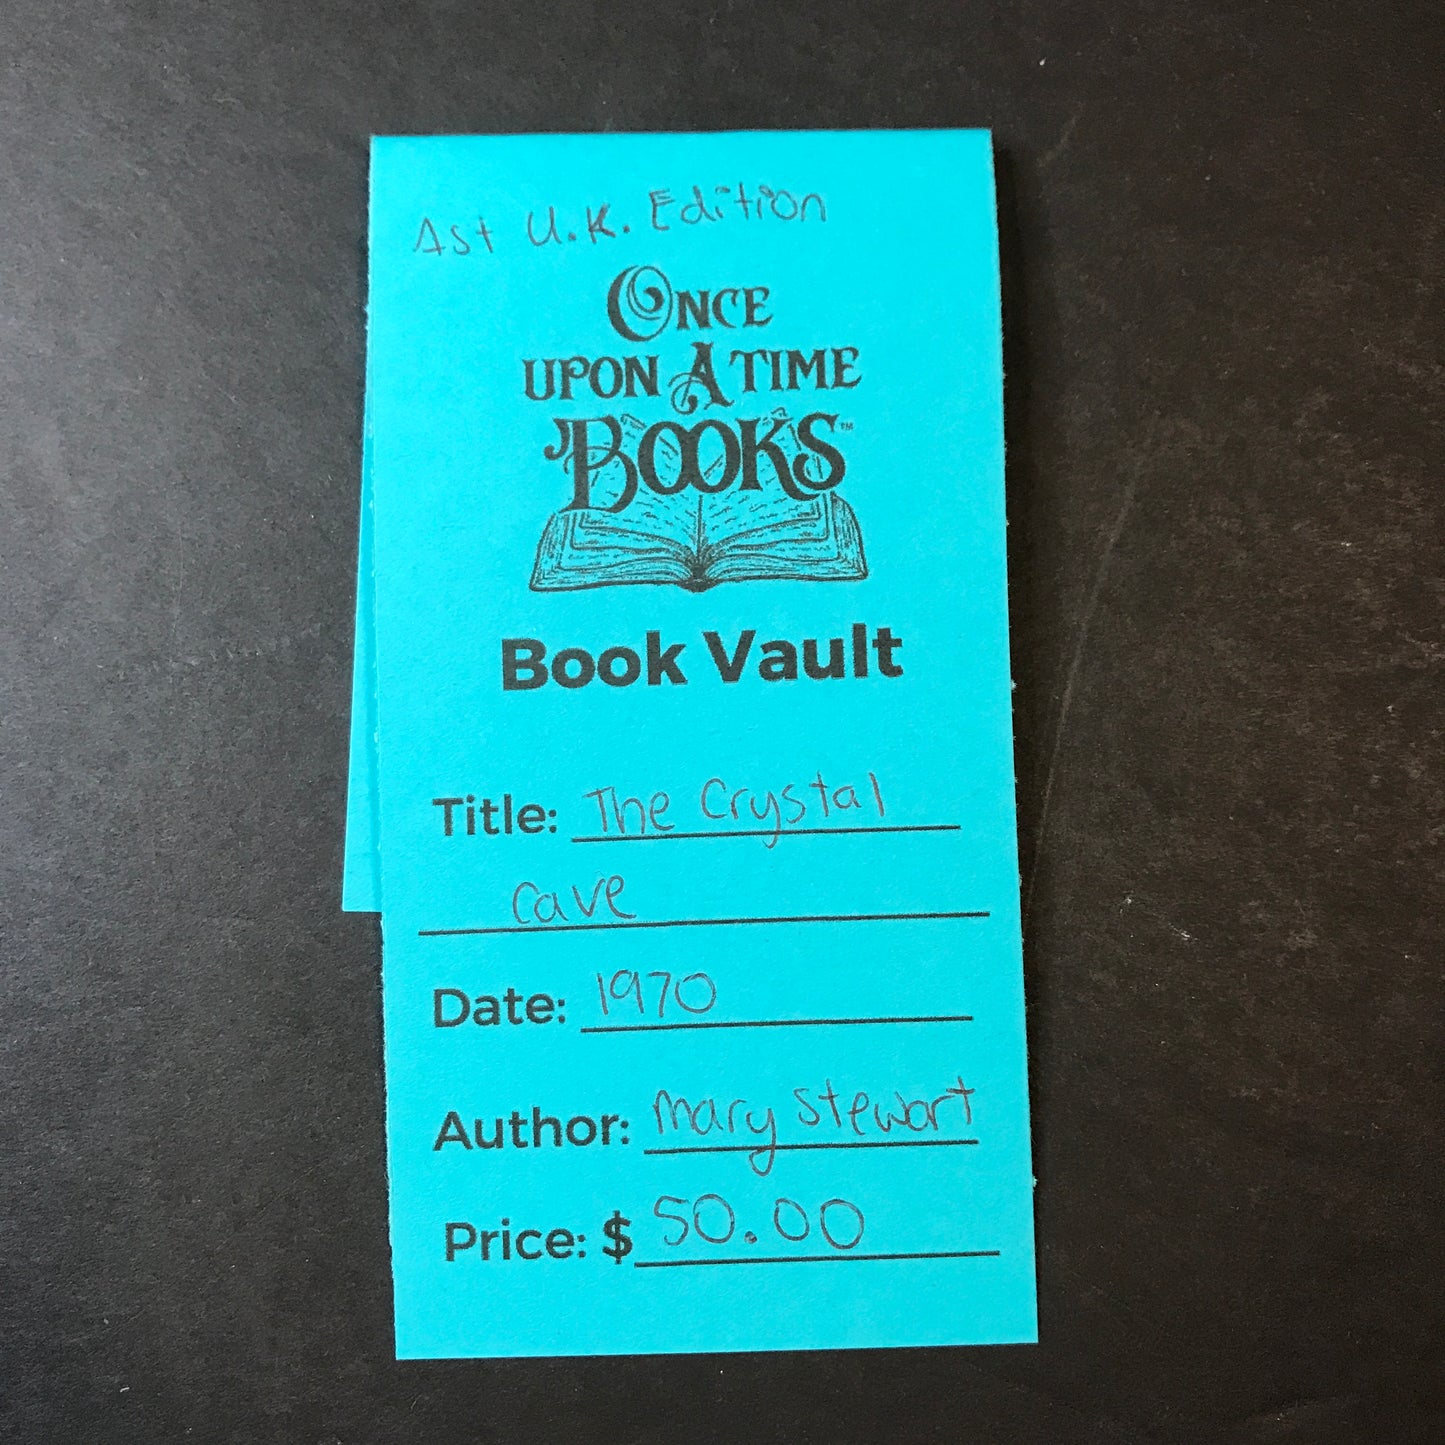 1st U.K. Edition
ONCE
UPON A TIME
BOOKS™
Book Vault
Title: The Crystal
Cave
Date: 1970
Author: Mary Stewart
Price: $ 50.00